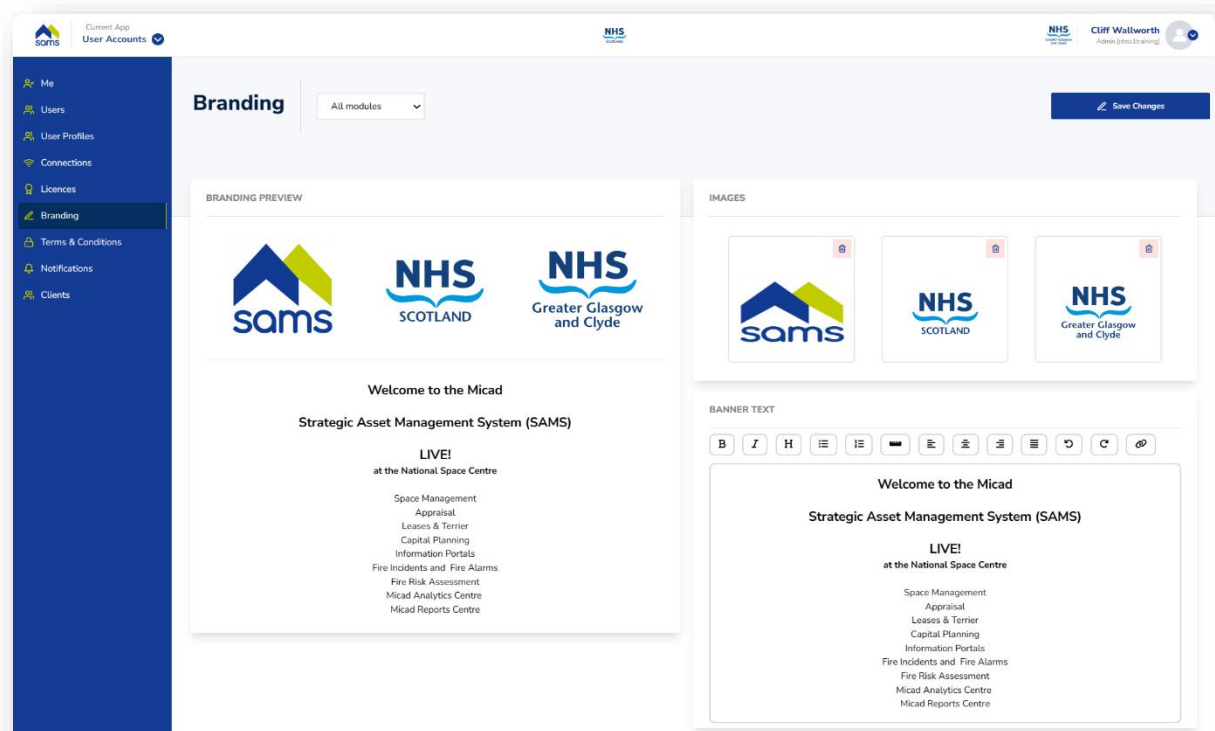 sams
Current App
User Accounts
NHS
SCOTLAND
NHS
Greater Glasgow
and Clyde
Cliff Wallworth
Admin [nhss1training]
Me
Users
User Profiles
Connections
Licences
Branding
Terms & Conditions
Notifications
Clients
Branding
All modules
Save Changes
BRANDING PREVIEW
sams
NHS
SCOTLAND
NHS
Greater Glasgow
and Clyde
Welcome to the Micad
Strategic Asset Management System (SAMS)
LIVE!
at the National Space Centre
Space Management
Appraisal
Leases & Terrier
Capital Planning
Information Portals
Fire Incidents and  Fire Alarms
Fire Risk Assessment
Micad Analytics Centre
Micad Reports Centre
IMAGES
sams
NHS
SCOTLAND
NHS
Greater Glasgow
and Clyde
BANNER TEXT
B I H
Welcome to the Micad
Strategic Asset Management System (SAMS)
LIVE!
at the National Space Centre
Space Management
Appraisal
Leases & Terrier
Capital Planning
Information Portals
Fire Incidents and  Fire Alarms
Fire Risk Assessment
Micad Analytics Centre
Micad Reports Centre